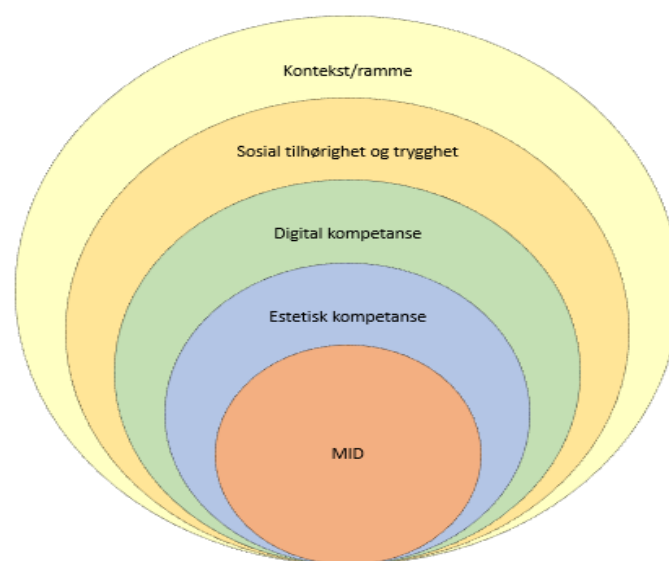 Kontekst/ramme
Sosial tilhørighet og trygghet
Digital kompetanse
Estetisk kompetanse
MID